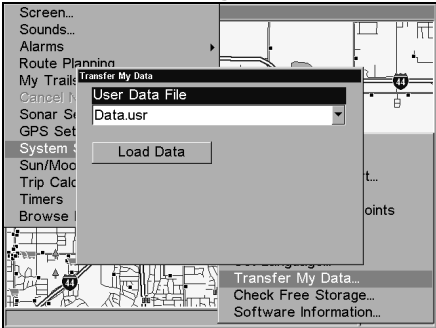 Screen...
Sounds...
Alarms
Route Planning
My Trails
Transfer My Data
Cancel N
User Data File
Sonar Se
Data.usr
GPS Set
System S
Load Data
Sun/Moo
Trip Calc
t...
Timers
Browse
oints
Transfer My Data...
Check Free Storage...
Software Information...
44
44